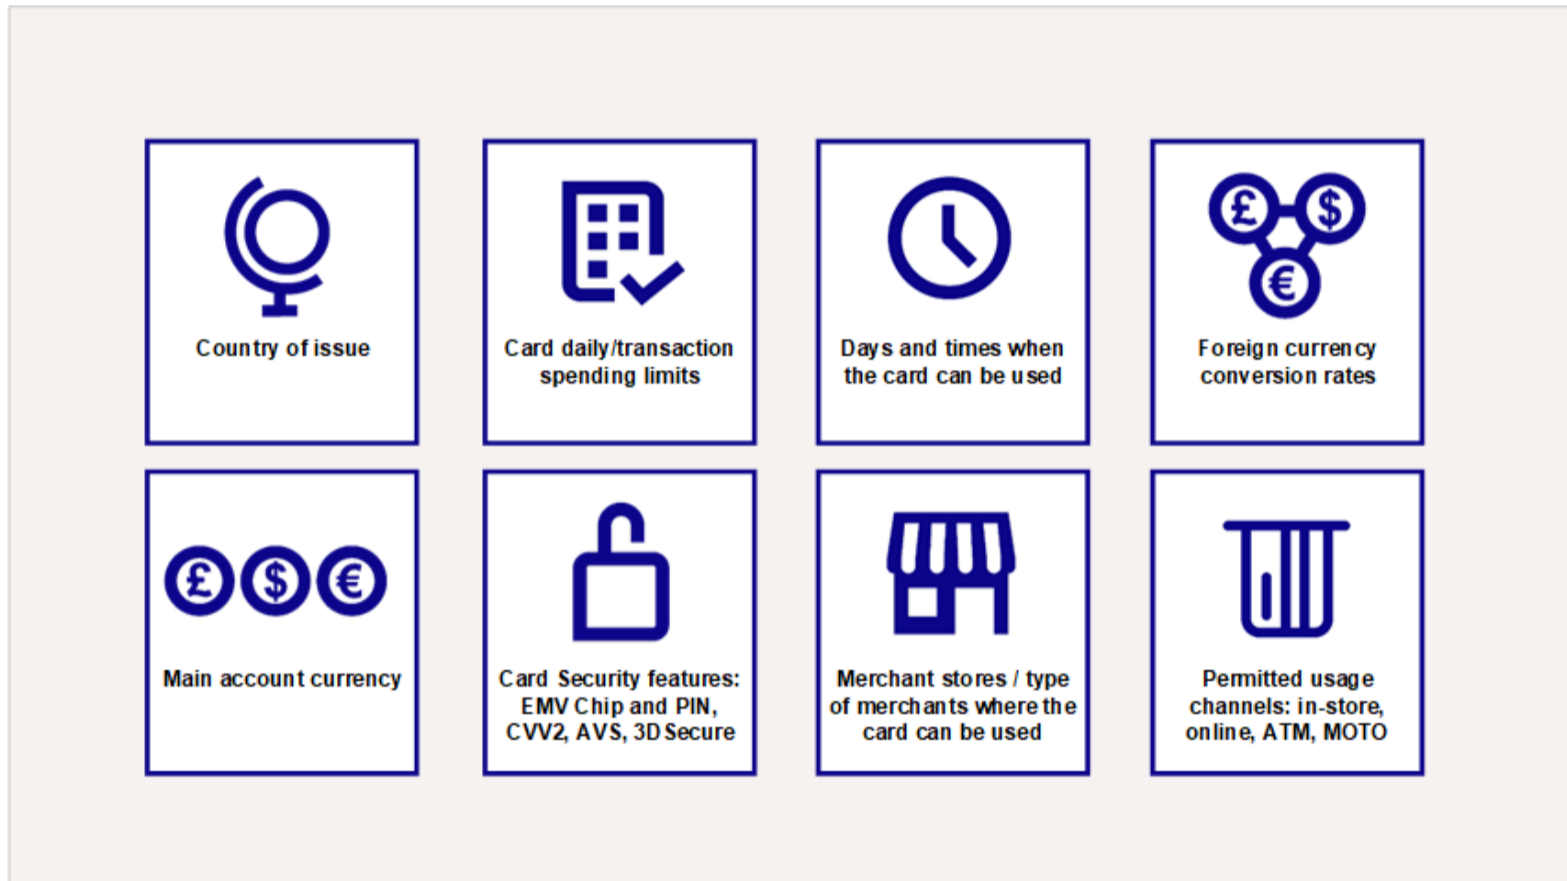 £ $
€
Country of issue
Card daily/transaction
spending limits
Days and times when
the card can be used
Foreign currency
conversion rates
£ $ €
Main account currency
Card Security features:
EMV Chip and PIN,
CVV2, AVS, 3D Secure
Merchant stores / type
of merchants where the
card can be used
Permitted usage
channels: in-store,
online, ATM, MOTO